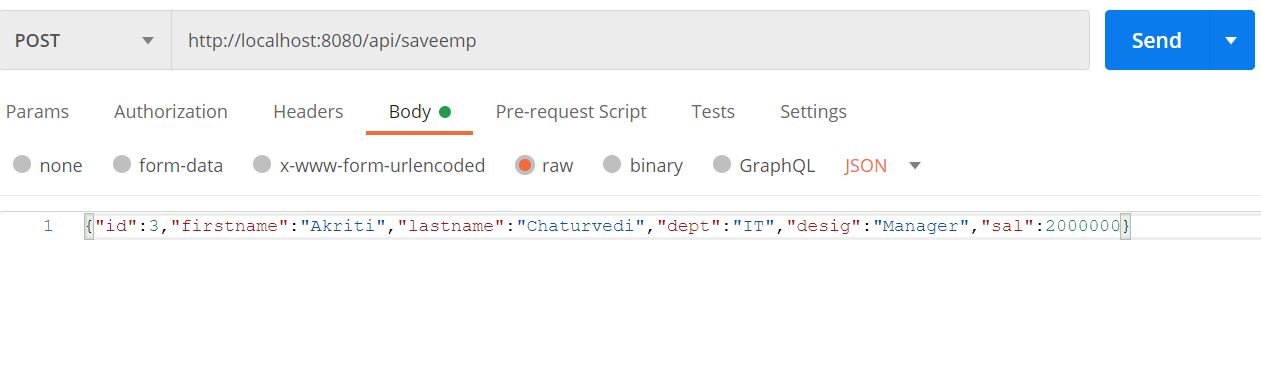 POST http://localhost:8080/api/saveemp Send
Params Authorization Headers Body Pre-request Script Tests Settings
none form-data x-www-form-urlencoded raw binary GraphQL JSON
1 {"id":3,"firstname":"Akriti","lastname":"Chaturvedi","dept":"IT","desig":"Manager","sal":2000000}